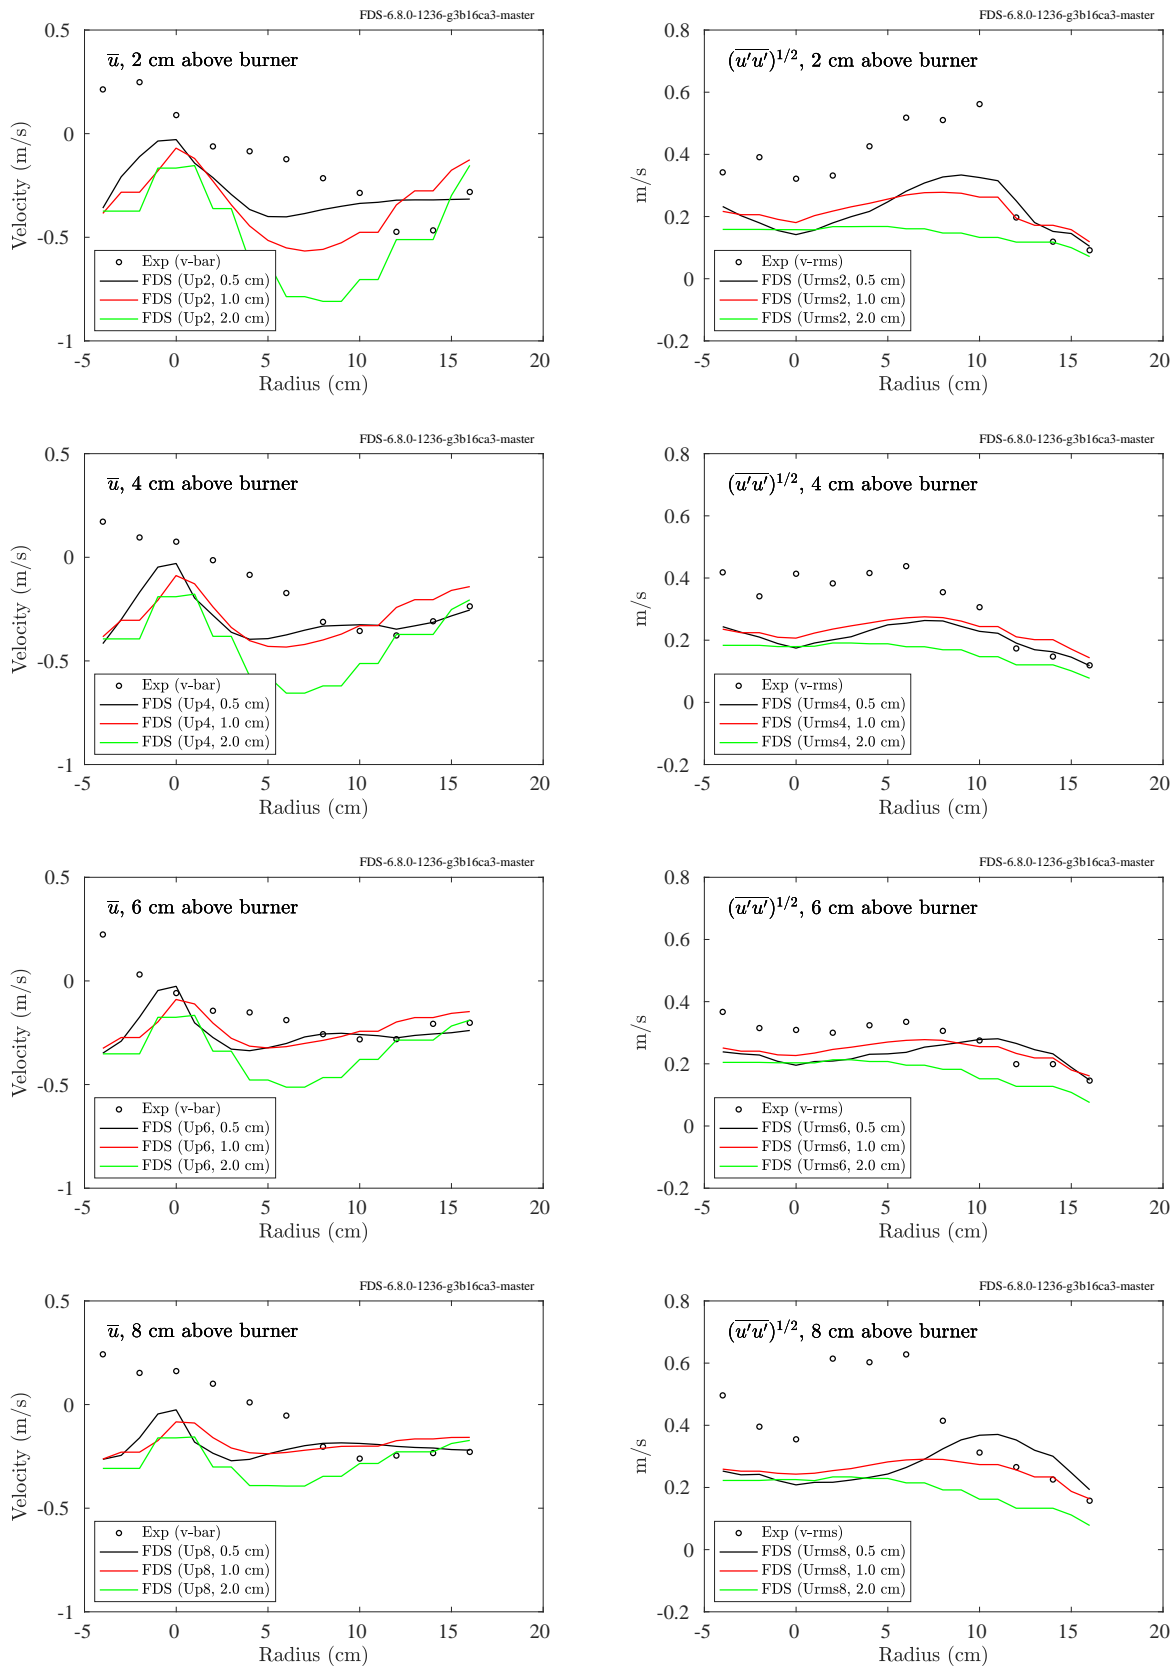 FDS-6.8.0-1236-g3b16ca3-master
u̅, 2 cm above burner
Velocity (m/s)
0.5
0
-0.5
-1
Exp (v-bar)
FDS (Up2, 0.5 cm)
FDS (Up2, 1.0 cm)
FDS (Up2, 2.0 cm)
-5 0 5 10 15 20
Radius (cm)
FDS-6.8.0-1236-g3b16ca3-master
(u′u′)1/2, 2 cm above burner
m/s
0.8
0.6
0.4
0.2
0
-0.2
Exp (v-rms)
FDS (Urms2, 0.5 cm)
FDS (Urms2, 1.0 cm)
FDS (Urms2, 2.0 cm)
-5 0 5 10 15 20
Radius (cm)
FDS-6.8.0-1236-g3b16ca3-master
u̅, 4 cm above burner
Velocity (m/s)
0.5
0
-0.5
-1
Exp (v-bar)
FDS (Up4, 0.5 cm)
FDS (Up4, 1.0 cm)
FDS (Up4, 2.0 cm)
-5 0 5 10 15 20
Radius (cm)
FDS-6.8.0-1236-g3b16ca3-master
(u′u′)1/2, 4 cm above burner
m/s
0.8
0.6
0.4
0.2
0
-0.2
Exp (v-rms)
FDS (Urms4, 0.5 cm)
FDS (Urms4, 1.0 cm)
FDS (Urms4, 2.0 cm)
-5 0 5 10 15 20
Radius (cm)
FDS-6.8.0-1236-g3b16ca3-master
u̅, 6 cm above burner
Velocity (m/s)
0.5
0
-0.5
-1
Exp (v-bar)
FDS (Up6, 0.5 cm)
FDS (Up6, 1.0 cm)
FDS (Up6, 2.0 cm)
-5 0 5 10 15 20
Radius (cm)
FDS-6.8.0-1236-g3b16ca3-master
(u′u′)1/2, 6 cm above burner
m/s
0.8
0.6
0.4
0.2
0
-0.2
Exp (v-rms)
FDS (Urms6, 0.5 cm)
FDS (Urms6, 1.0 cm)
FDS (Urms6, 2.0 cm)
-5 0 5 10 15 20
Radius (cm)
FDS-6.8.0-1236-g3b16ca3-master
u̅, 8 cm above burner
Velocity (m/s)
0.5
0
-0.5
-1
Exp (v-bar)
FDS (Up8, 0.5 cm)
FDS (Up8, 1.0 cm)
FDS (Up8, 2.0 cm)
-5 0 5 10 15 20
Radius (cm)
FDS-6.8.0-1236-g3b16ca3-master
(u′u′)1/2, 8 cm above burner
m/s
0.8
0.6
0.4
0.2
0
-0.2
Exp (v-rms)
FDS (Urms8, 0.5 cm)
FDS (Urms8, 1.0 cm)
FDS (Urms8, 2.0 cm)
-5 0 5 10 15 20
Radius (cm)